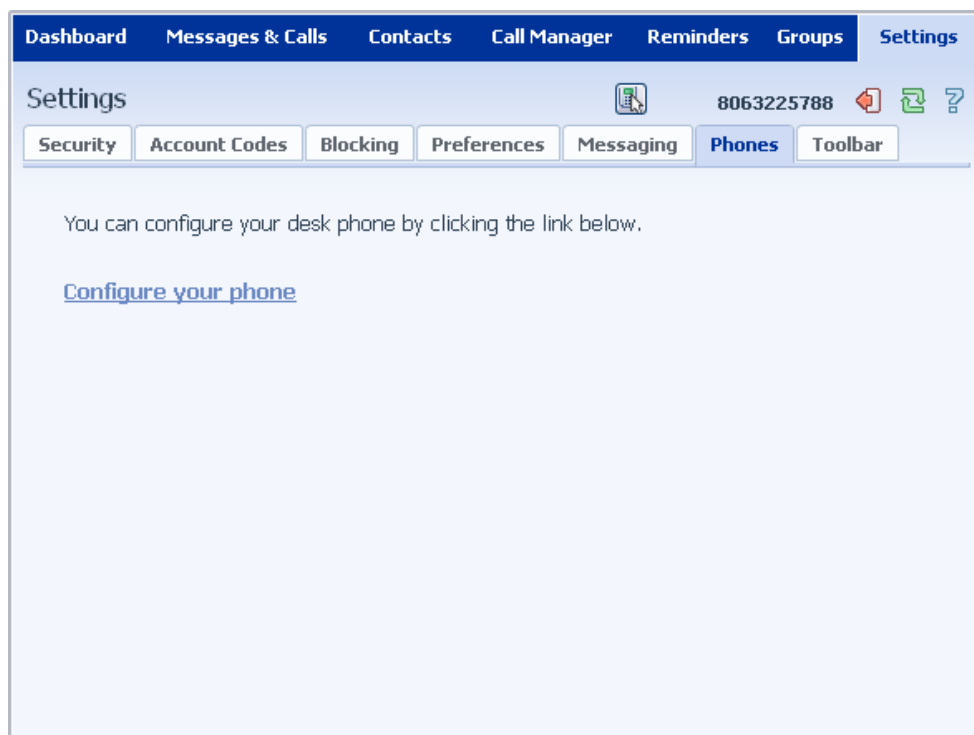 Dashboard Messages & Calls Contacts Call Manager Reminders Groups Settings
Settings 8063225788
Security Account Codes Blocking Preferences Messaging Phones Toolbar
You can configure your desk phone by clicking the link below.
Configure your phone